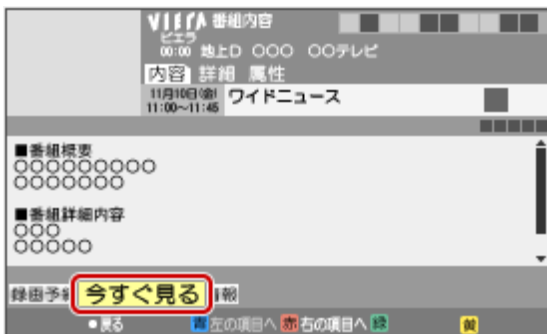 VIErA 番組内容
ビエラ
00:00 地上D ○○○ ○○テレビ
内容 詳細 属性
11月10日(金) ワイドニュース
11:00～11:45
■番組概要
○○○○○○○○○
○○○○○○○
■番組詳細内容
○○○
○○○○○
録画予約 今すぐ見る 情報
●戻る 青 左の項目へ 赤 右の項目へ 緑 黄